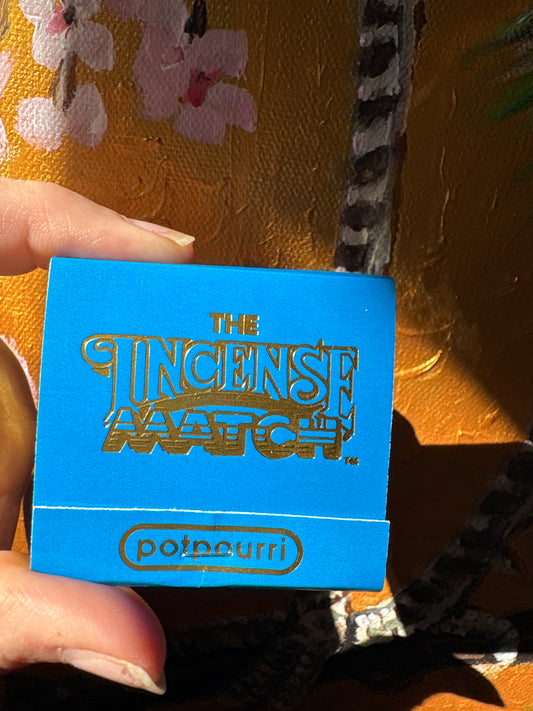 THE
INCENSE
MATCH
TM
potpourri